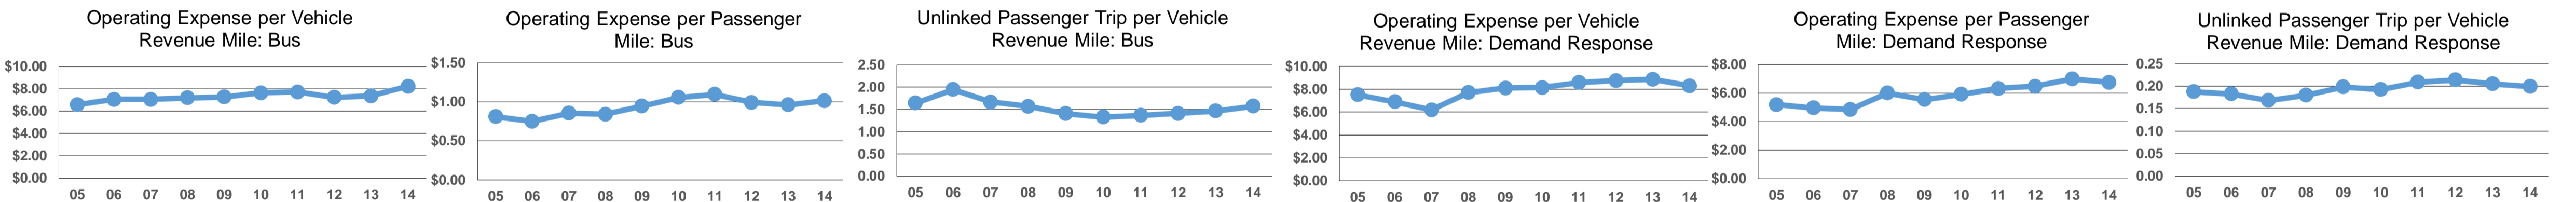 Operating Expense per Vehicle
Revenue Mile: Bus
$10.00
$8.00
$6.00
$4.00
$2.00
$0.00
05 06 07 08 09 10 11 12 13 14
Operating Expense per Passenger
Mile: Bus
$1.50
$1.00
$0.50
$0.00
05 06 07 08 09 10 11 12 13 14
Unlinked Passenger Trip per Vehicle
Revenue Mile: Bus
2.50
2.00
1.50
1.00
0.50
0.00
05 06 07 08 09 10 11 12 13 14
Operating Expense per Vehicle
Revenue Mile: Demand Response
$10.00
$8.00
$6.00
$4.00
$2.00
$0.00
05 06 07 08 09 10 11 12 13 14
Operating Expense per Passenger
Mile: Demand Response
$8.00
$6.00
$4.00
$2.00
$0.00
05 06 07 08 09 10 11 12 13 14
Unlinked Passenger Trip per Vehicle
Revenue Mile: Demand Response
0.25
0.20
0.15
0.10
0.05
0.00
05 06 07 08 09 10 11 12 13 14